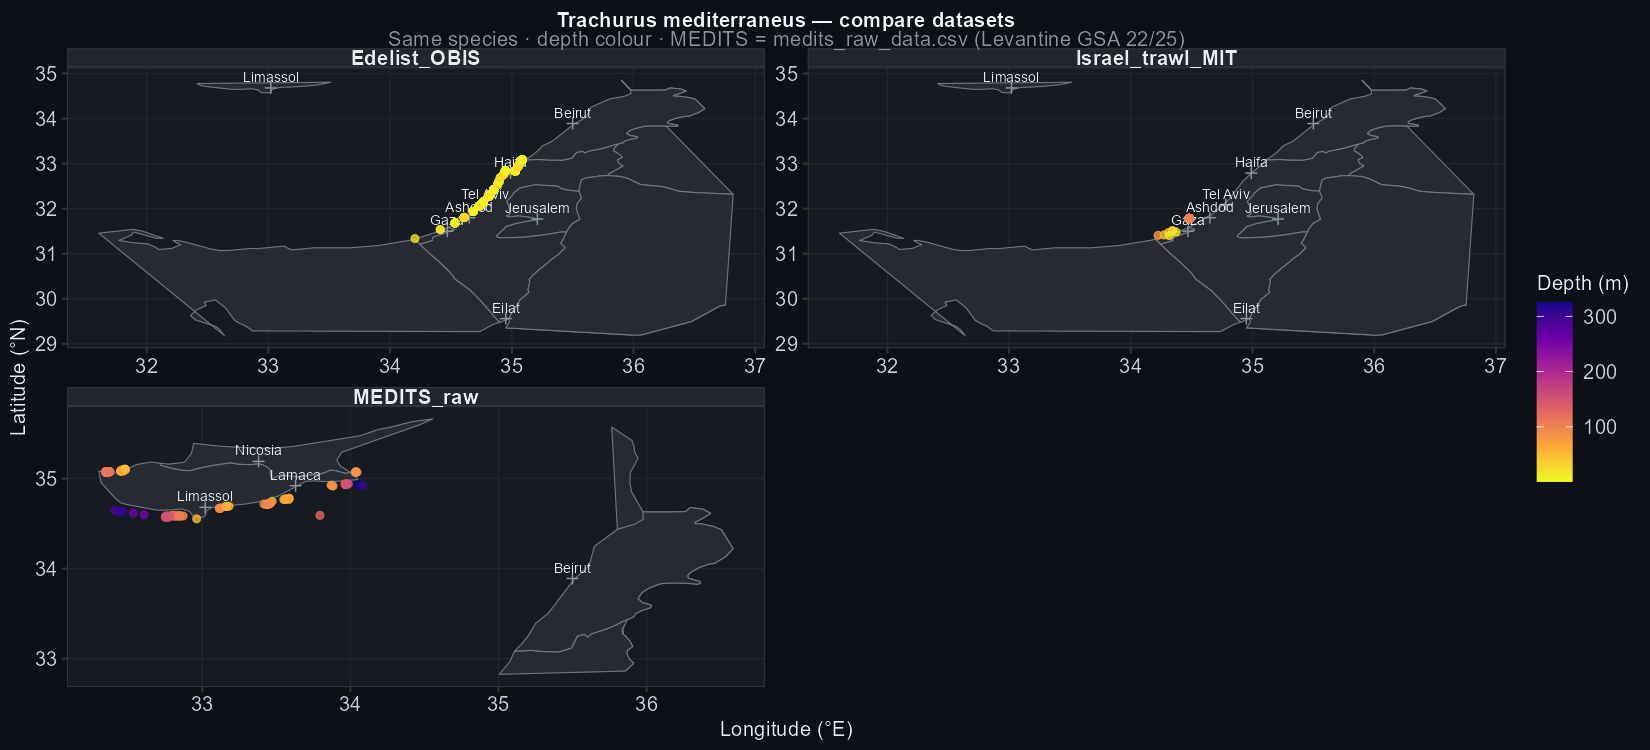 Trachurus mediterraneus — compare datasets
Same species · depth colour · MEDITS = medits_raw_data.csv (Levantine GSA 22/25)
Edelist_OBIS
35
34
33
32
31
30
29
Limassol
Beirut
Haifa
Tel Aviv
Ashdod
Jerusalem
Gaza
Eilat
32 33 34 35 36 37
Israel_trawl_MIT
35
34
33
32
31
30
29
Limassol
Beirut
Haifa
Tel Aviv
Ashdod
Jerusalem
Gaza
Eilat
32 33 34 35 36 37
MEDITS_raw
35
34
33
Nicosia
Larnaca
Limassol
Beirut
33 34 35 36
Latitude (°N)
Longitude (°E)
Depth (m)
300
200
100